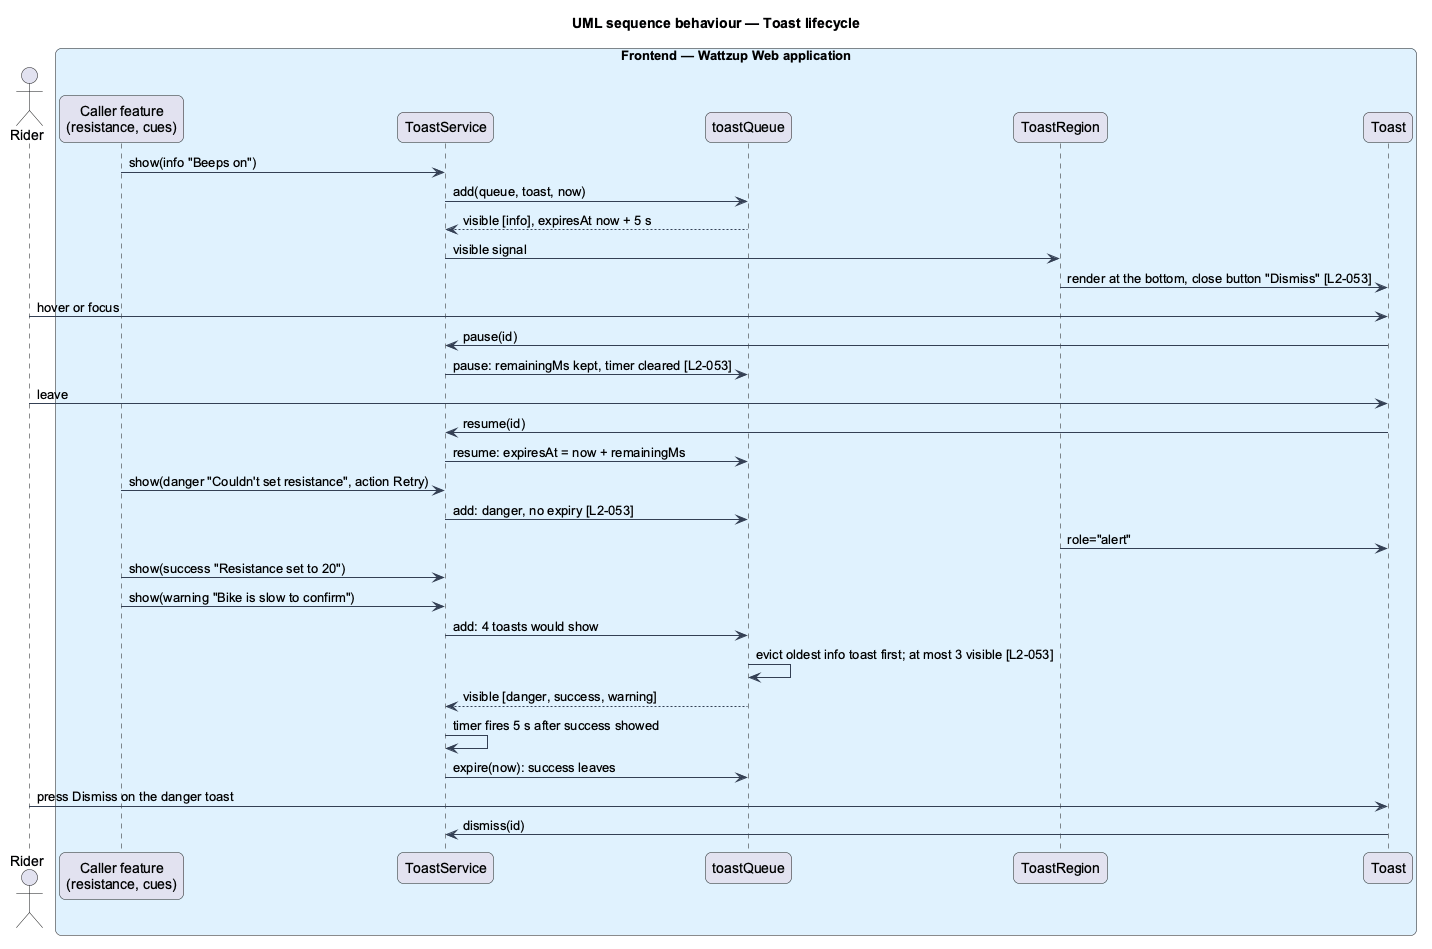 UML sequence behaviour — Toast lifecycle
Frontend — Wattzup Web application
Rider
Caller feature
(resistance, cues)
ToastService
toastQueue
ToastRegion
Toast
show(info "Beeps on")
add(queue, toast, now)
visible [info], expiresAt now + 5 s
visible signal
render at the bottom, close button "Dismiss" [L2-053]
hover or focus
pause(id)
pause: remainingMs kept, timer cleared [L2-053]
leave
resume(id)
resume: expiresAt = now + remainingMs
show(danger "Couldn't set resistance", action Retry)
add: danger, no expiry [L2-053]
role="alert"
show(success "Resistance set to 20")
show(warning "Bike is slow to confirm")
add: 4 toasts would show
evict oldest info toast first; at most 3 visible [L2-053]
visible [danger, success, warning]
timer fires 5 s after success showed
expire(now): success leaves
press Dismiss on the danger toast
dismiss(id)
Rider
Caller feature
(resistance, cues)
ToastService
toastQueue
ToastRegion
Toast